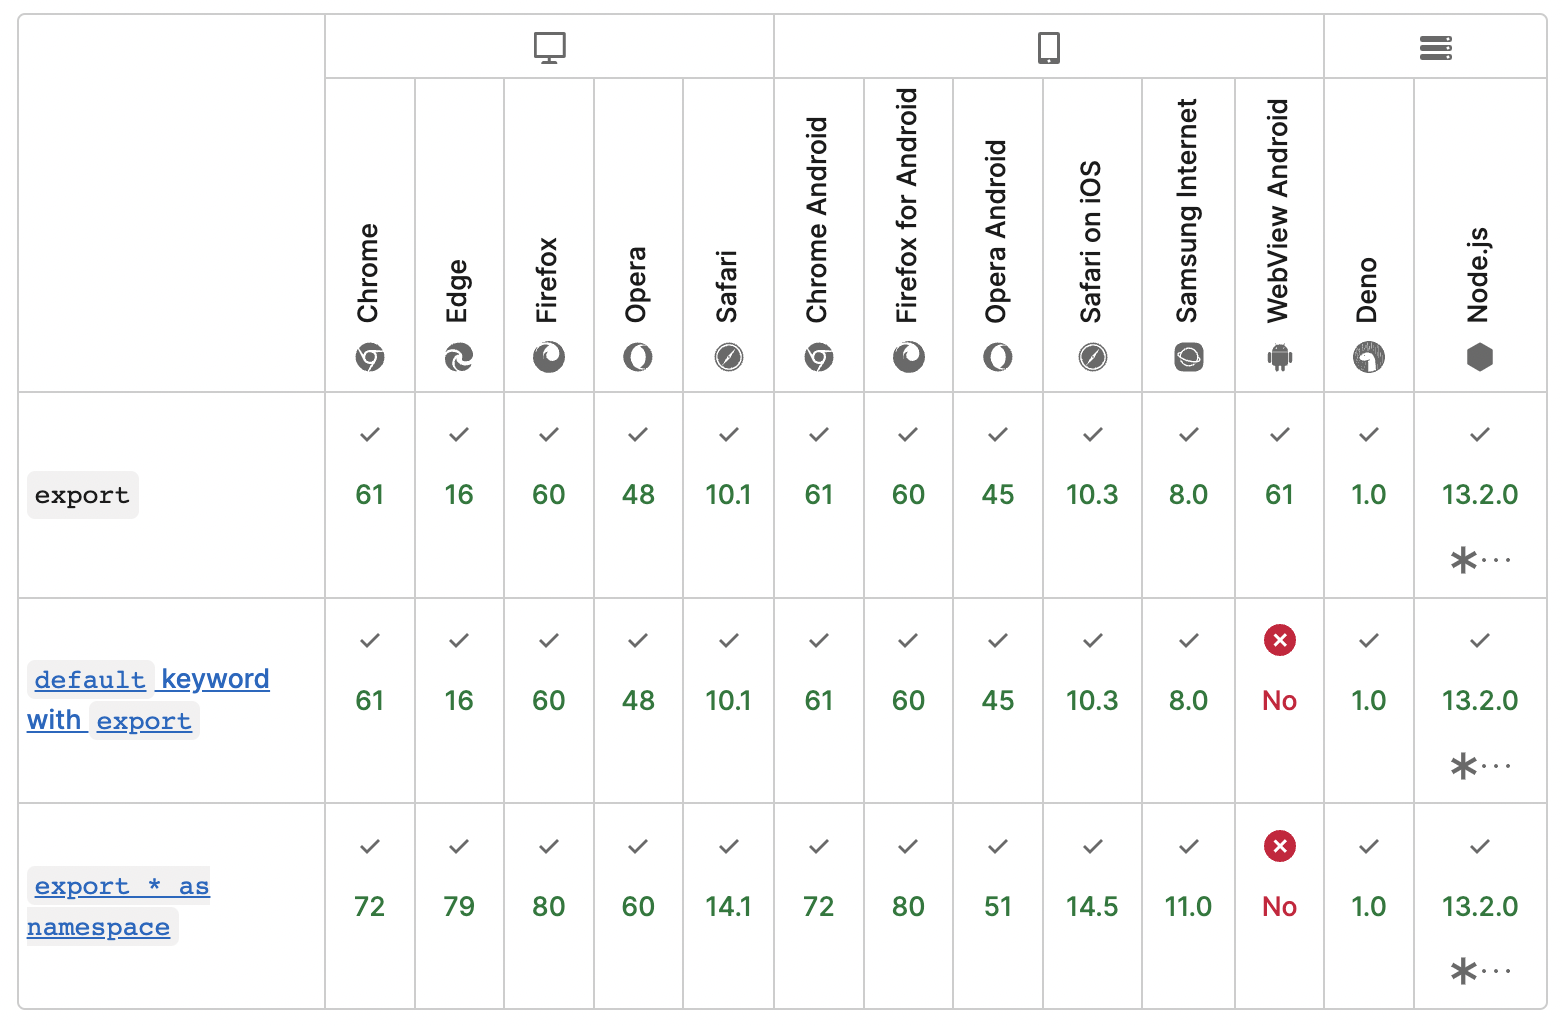 Chrome
Edge
Firefox
Opera
Safari
Chrome Android
Firefox for Android
Opera Android
Safari on iOS
Samsung Internet
WebView Android
Deno
Node.js
export
61 16 60 48 10.1 61 60 45 10.3 8.0 61 1.0 13.2.0
*···
default keyword
with export
61 16 60 48 10.1 61 60 45 10.3 8.0 No 1.0 13.2.0
*···
export * as
namespace
72 79 80 60 14.1 72 80 51 14.5 11.0 No 1.0 13.2.0
*···